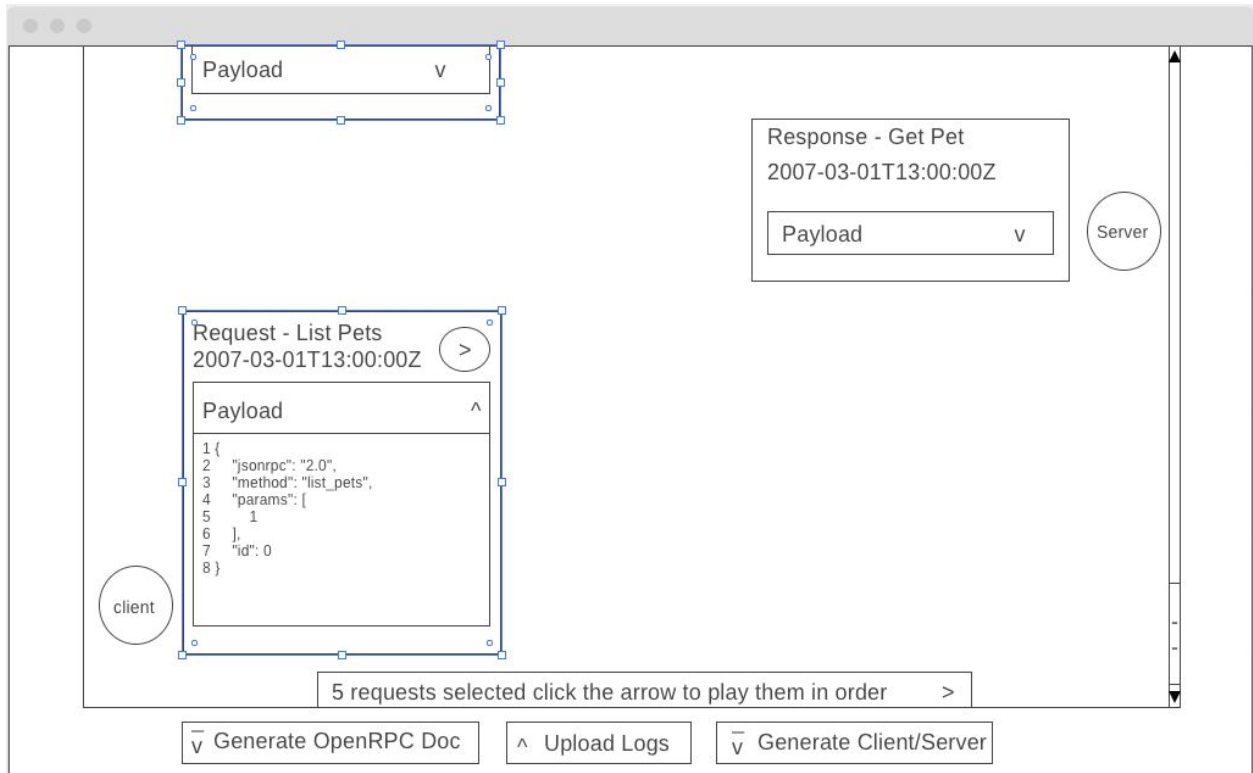 Payload v
Response - Get Pet
2007-03-01T13:00:00Z
Payload v
Server
Request - List Pets
2007-03-01T13:00:00Z
>
Payload ^
1 {
2 "jsonrpc": "2.0",
3 "method": "list_pets",
4 "params": [
5 1
6 ],
7 "id": 0
8 }
client
5 requests selected click the arrow to play them in order >
v Generate OpenRPC Doc
^ Upload Logs
v Generate Client/Server